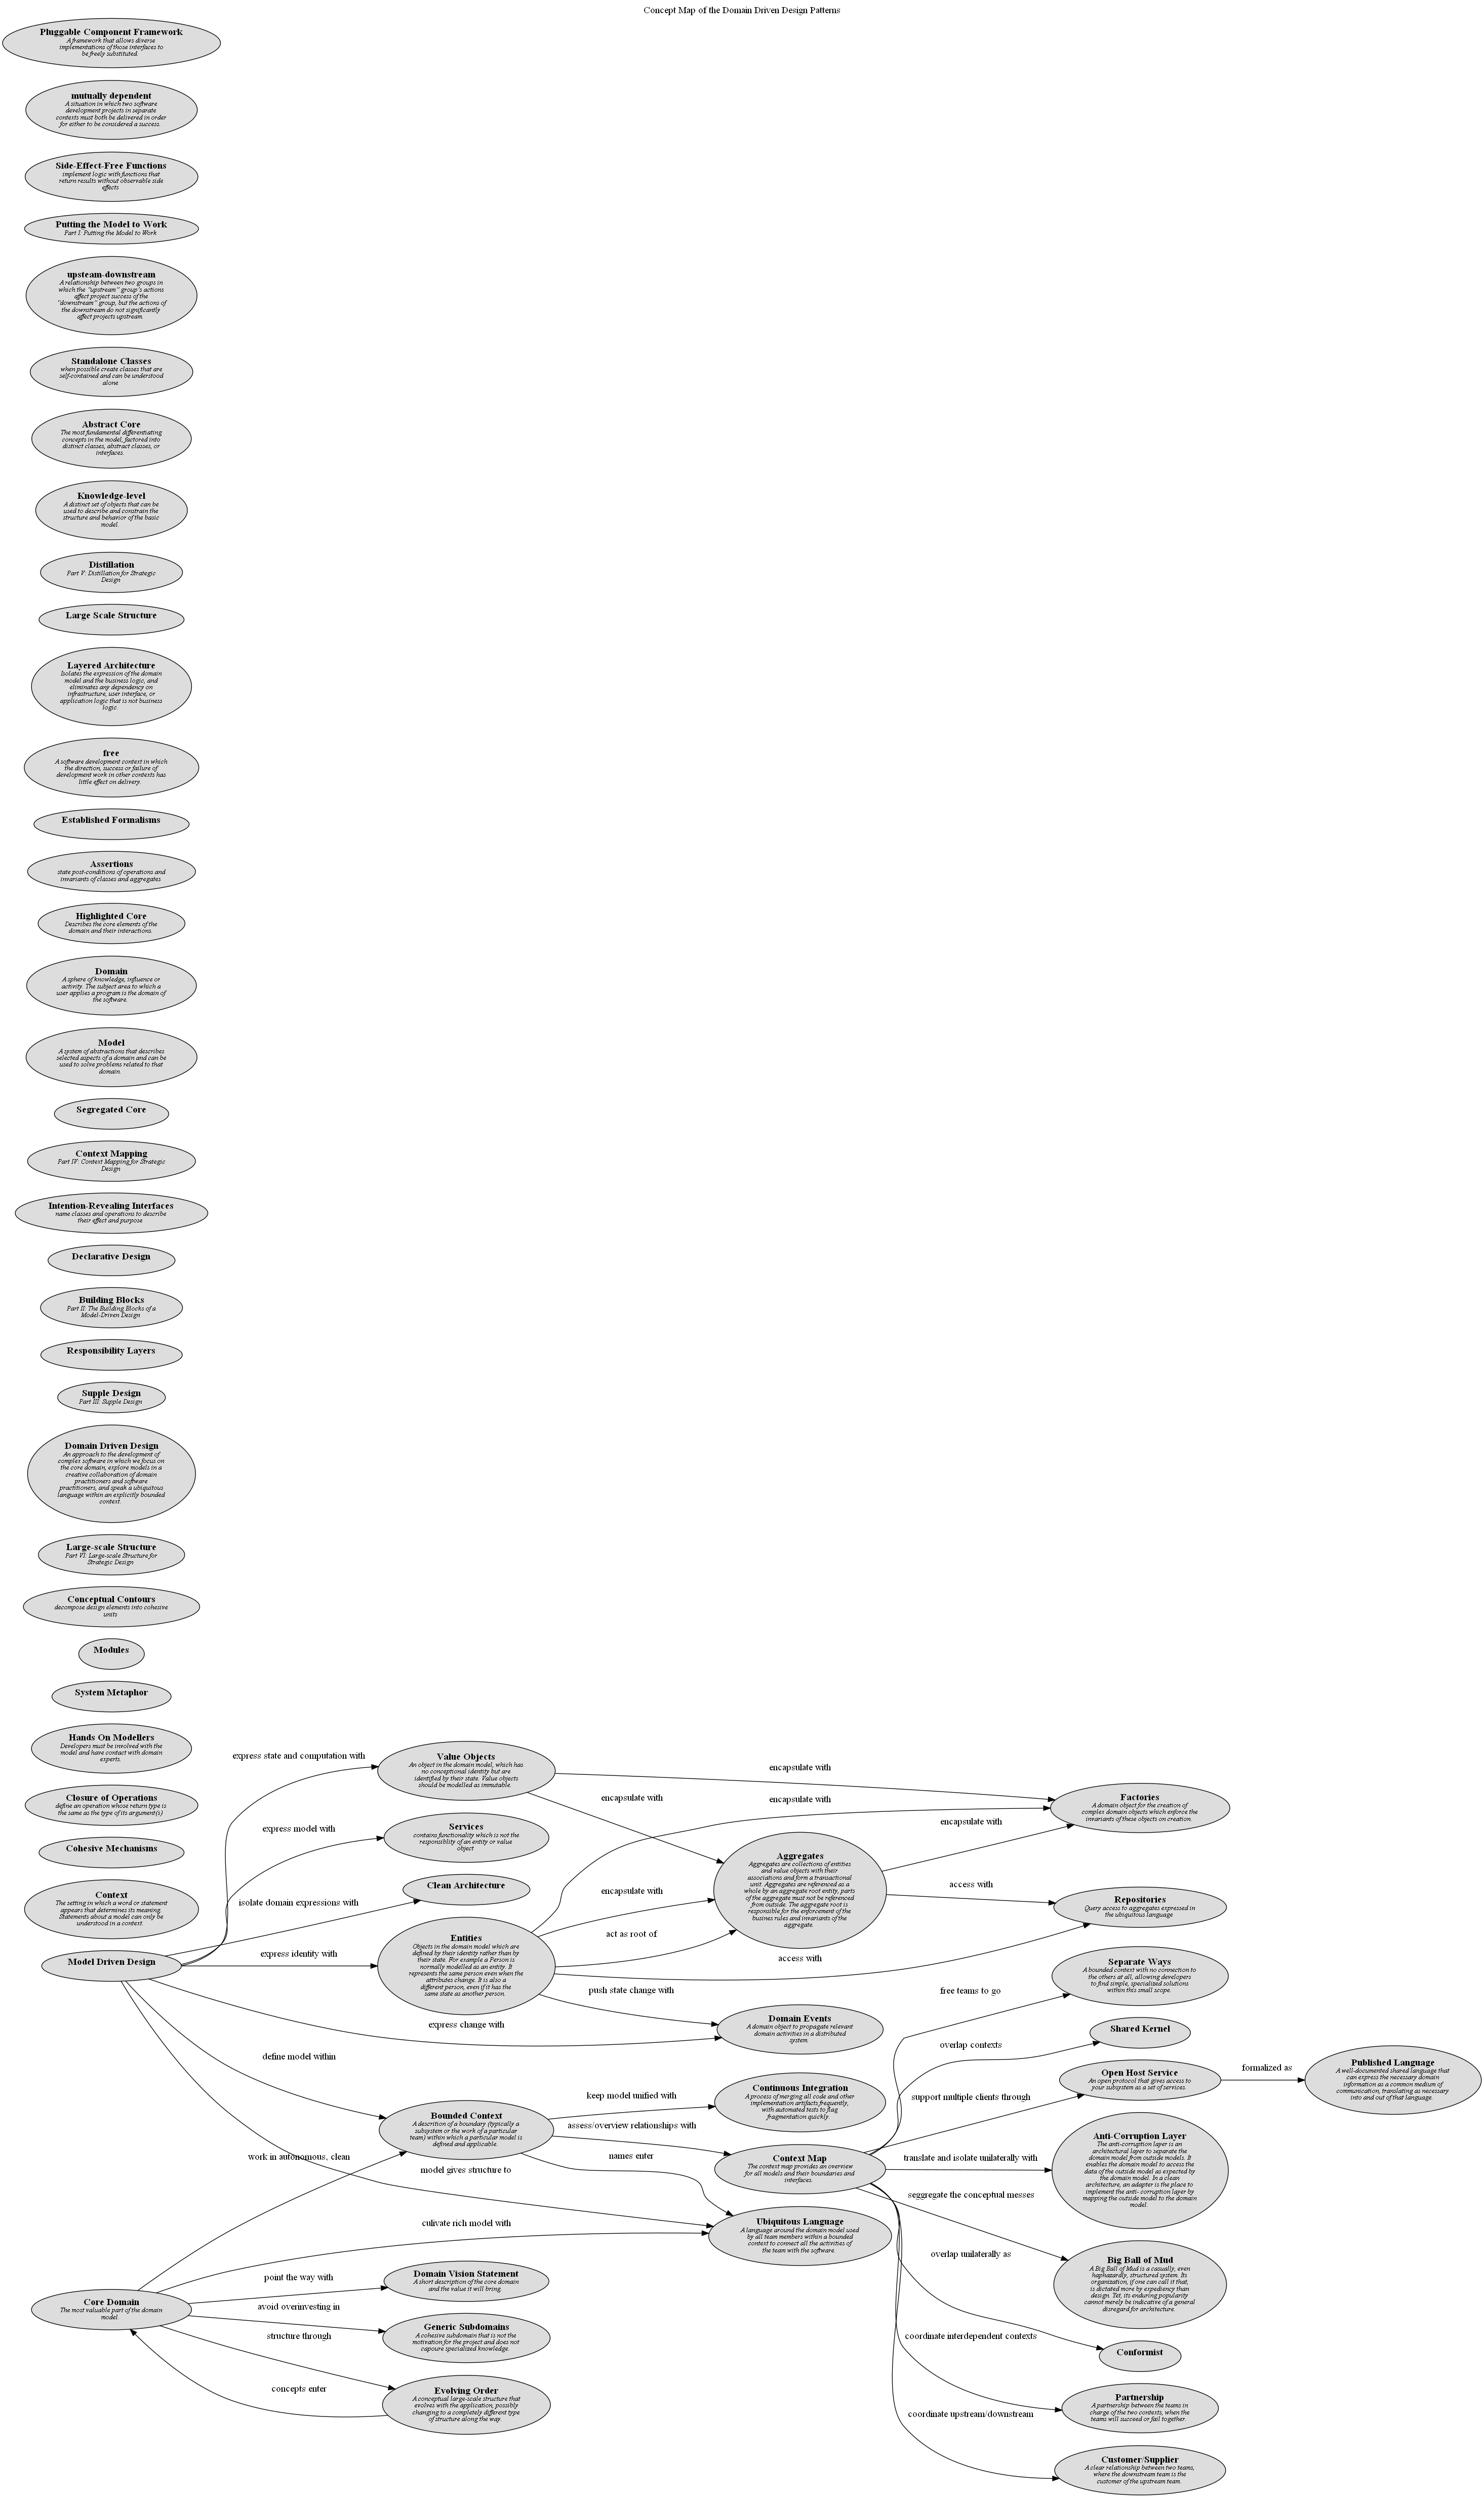 Concept Map of the Domain Driven Design Patterns
Pluggable Component Framework
A framework that allows diverse
implementations of those interfaces to
be freely substituted.
mutually dependent
A situation in which two software
development projects in separate
contexts must both be delivered in order
for either to be considered a success.
Side-Effect-Free Functions
implement logic with functions that
return results without observable side
effects
Putting the Model to Work
Part I: Putting the Model to Work
upsteam-downstream
A relationship between two groups in
which the "upstream" group's actions
affect project success of the
"downstream" group, but the actions of
the downstream do not significantly
affect projects upstream.
Standalone Classes
when possible create classes that are
self-contained and can be understood
alone
Abstract Core
The most fundamental differentiating
concepts in the model, factored into
distinct classes, abstract classes, or
interfaces.
Knowledge-level
A distinct set of objects that can be
used to describe and constrain the
structure and behavior of the basic
model.
Distillation
Part V: Distillation for Strategic
Design
Large Scale Structure
Layered Architecture
Isolates the expression of the domain
model and the business logic, and
eliminates any dependency on
infrastructure, user interface, or
application logic that is not business
logic.
free
A software development context in which
the direction, success or failure of
development work in other contexts has
little effect on delivery.
Established Formalisms
Assertions
state post-conditions of operations and
invariants of classes and aggregates
Highlighted Core
Describes the core elements of the
domain and their interactions.
Domain
A sphere of knowledge, influence or
activity. The subject area to which a
user applies a program is the domain of
the software.
Model
A system of abstractions that describes
selected aspects of a domain and can be
used to solve problems related to that
domain.
Segregated Core
Context Mapping
Part IV: Context Mapping for Strategic
Design
Intention-Revealing Interfaces
name classes and operations to describe
their effect and purpose
Declarative Design
Building Blocks
Part II: The Building Blocks of a
Model-Driven Design
Responsibility Layers
Supple Design
Part III: Supple Design
Domain Driven Design
An approach to the development of
complex software in which we focus on
the core domain, explore models in a
creative collaboration of domain
practitioners and software
practitioners, and speak a ubiquitous
language within an explicitly bounded
context.
Large-scale Structure
Part VI: Large-scale Structure for
Strategic Design
Conceptual Contours
decompose design elements into cohesive
units
Modules
System Metaphor
Hands On Modellers
Developers must be involved with the
model and have contact with domain
experts.
Closure of Operations
define an operation whose return type is
the same as the type of its argument(s)
Cohesive Mechanisms
Context
The setting in which a word or statement
appears that determines its meaning.
Statements about a model can only be
understood in a context.
Model Driven Design
Core Domain
The most valuable part of the domain
model.
express state and computation with
express model with
isolate domain expressions with
express identity with
express change with
define model within
work in autonomous, clean
model gives structure to
culivate rich model with
point the way with
avoid overinvesting in
structure through
concepts enter
Value Objects
An object in the domain model, which has
no conceptional identity but are
identified by their state. Value objects
should be modelled as immutable.
Services
contains functionality which is not the
responsiblity of an entity or value
object
Clean Architecture
Entities
Objects in the domain model which are
defined by their identity rather than by
their state. For example a Person is
normally modelled as an entity. It
represents the same person even when the
attributes change. It is also a
different person, even if it has the
same state as another person.
Bounded Context
A descrition of a boundary (typically a
subsystem or the work of a particular
team) within which a particular model is
defined and applicable.
Domain Vision Statement
A short description of the core domain
and the value it will bring.
Generic Subdomains
A cohesive subdomain that is not the
motivation for the project and does not
capoure specialized knowledge.
Evolving Order
A conceptual large-scale structure that
evolves with the application, possibly
changing to a completely different type
of structure along the way.
encapsulate with
encapsulate with
encapsulate with
encapsulate with
act as root of
access with
push state change with
keep model unified with
assess/overview relationships with
names enter
Aggregates
Aggregates are collections of entities
and value objects with their
associations and form a transactional
unit. Aggregates are referenced as a
whole by an aggregate root entity, parts
of the aggregate must not be referenced
from outside. The aggregate root is
responsible for the enforcement of the
busines rules and invariants of the
aggregate.
Domain Events
A domain object to propagate relevant
domain activities in a distributed
system.
Continuous Integration
A process of merging all code and other
implementation artifacts frequently,
with automated tests to flag
fragmentation quickly.
Context Map
The context map provides an overview
for all models and their boundaries and
interfaces.
Ubiquitous Language
A language around the domain model used
by all team members within a bounded
context to connect all the activities of
the team with the software.
encapsulate with
access with
free teams to go
overlap contexts
support multiple clients through
translate and isolate unilaterally with
seggregate the conceptual messes
overlap unilaterally as
coordinate interdependent contexts
coordinate upstream/downstream
Factories
A domain object for the creation of
complex domain objects which enforce the
invariants of these objects on creation.
Repositories
Query access to aggregates expressed in
the ubiquitous language
Separate Ways
A bounded context with no connection to
the others at all, allowing developers
to find simple, specialized solutions
within this small scope.
Shared Kernel
Open Host Service
An open protocol that gives access to
your subsystem as a set of services.
Anti-Corruption Layer
The anti-corruption layer is an
architectural layer to separate the
domain model from outside models. It
enables the domain model to access the
data of the outside model as expected by
the domain model. In a clean
architecture, an adapter is the place to
implement the anti- corruption layer by
mapping the outside model to the domain
model.
Big Ball of Mud
A Big Ball of Mud is a casually, even
haphazardly, structured system. Its
organization, if one can call it that,
is dictated more by expediency than
design. Yet, its enduring popularity
cannot merely be indicative of a general
disregard for architecture.
Conformist
Partnership
A partnership between the teams in
charge of the two contexts, when the
teams will succeed or fail together.
Customer/Supplier
A clear relationship between two teams,
where the downstream team is the
customer of the upstream team.
formalized as
Published Language
A well-documented shared language that
can express the necessary domain
information as a common medium of
communication, translating as necessary
into and out of that language.